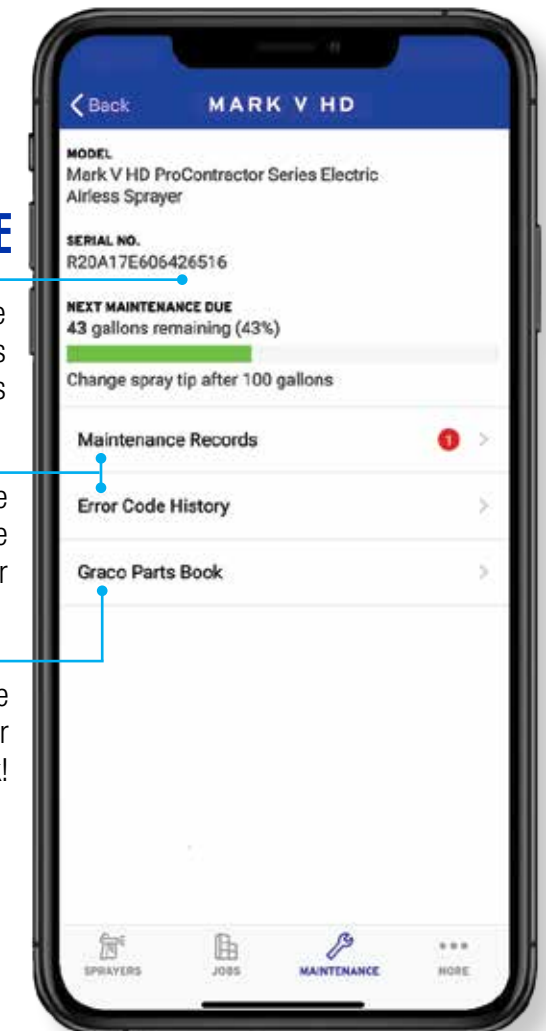 Back MARK V HD
MODEL
Mark V HD ProContractor Series Electric
Airless Sprayer
SERIAL NO.
R20A17E606426516
NEXT MAINTENANCE DUE
43 gallons remaining (43%)
Change spray tip after 100 gallons
Maintenance Records 1
Error Code History
Graco Parts Book
SPRAYERS JOBS MAINTENANCE MORE